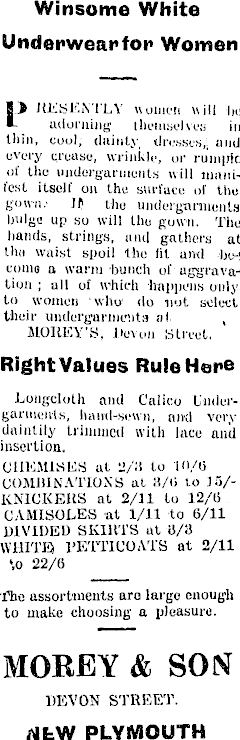 Winsome White
Underwear for Women
PRESENTLY women will be
adorning themselves in
thin, cool, dainty dresses, and
every crease, wrinkle, or rumple
of the undergarments will mani-
fest itself on the surface of the
gown. If the undergarments
bulge up so will the gown. The
bands, strings, and gathers at
the waist spoil the fit and be-
come a warm bunch of aggrava-
tion; all of which happens only
to women who do not select
their undergarments at
MOREY'S, Devon Street.
Right Values Rule Here
Longcloth and Calico Under-
garments, hand-sewn, and very
daintily trimmed with lace and
insertion.
CHEMISES at 2/3 to 10/6
COMBINATIONS at 3/6 to 15/-
KNICKERS at 2/11 to 12/6
CAMISOLES at 1/11 to 6/11
DIVIDED SKIRTS at 8/3
WHITE PETTICOATS at 2/11
to 22/6
The assortments are large enough
to make choosing a pleasure.
MOREY & SON
DEVON STREET.
NEW PLYMOUTH